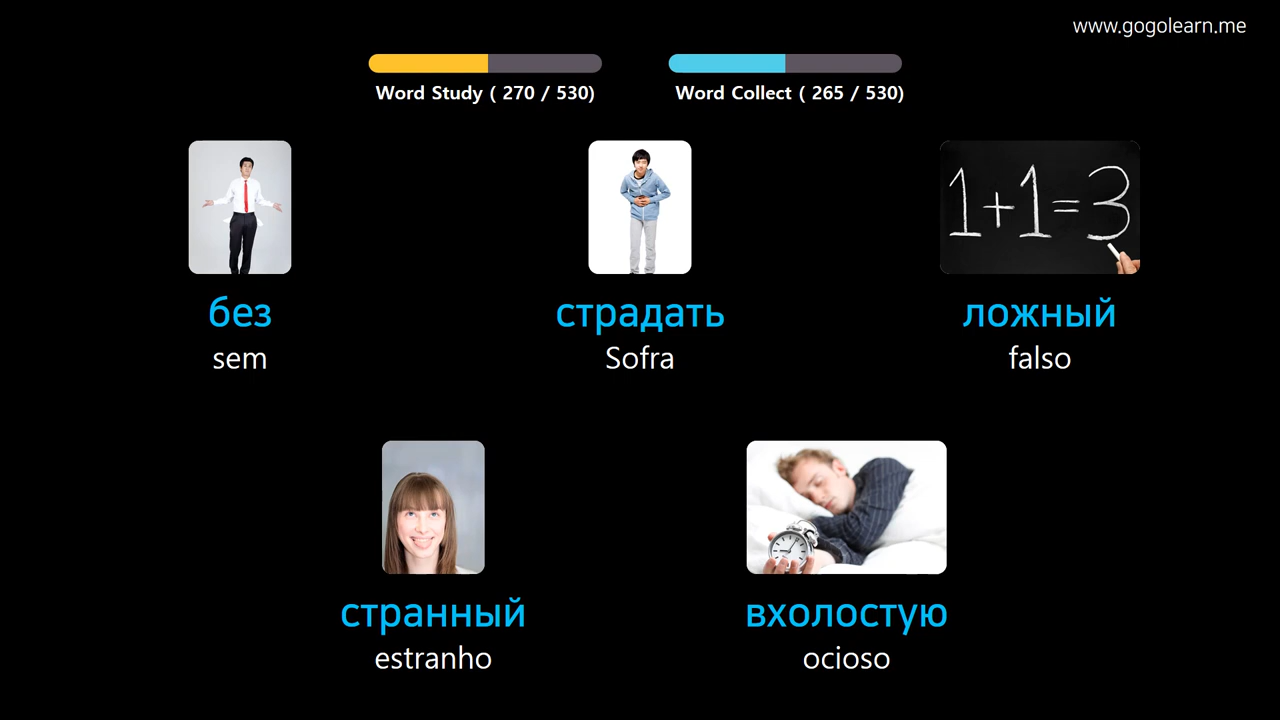 www.gogolearn.me
Word Study ( 270 / 530)
Word Collect ( 265 / 530)
1+1=3
без
sem
страдать
Sofra
ложный
falso
странный
estranho
вхолостую
ocioso